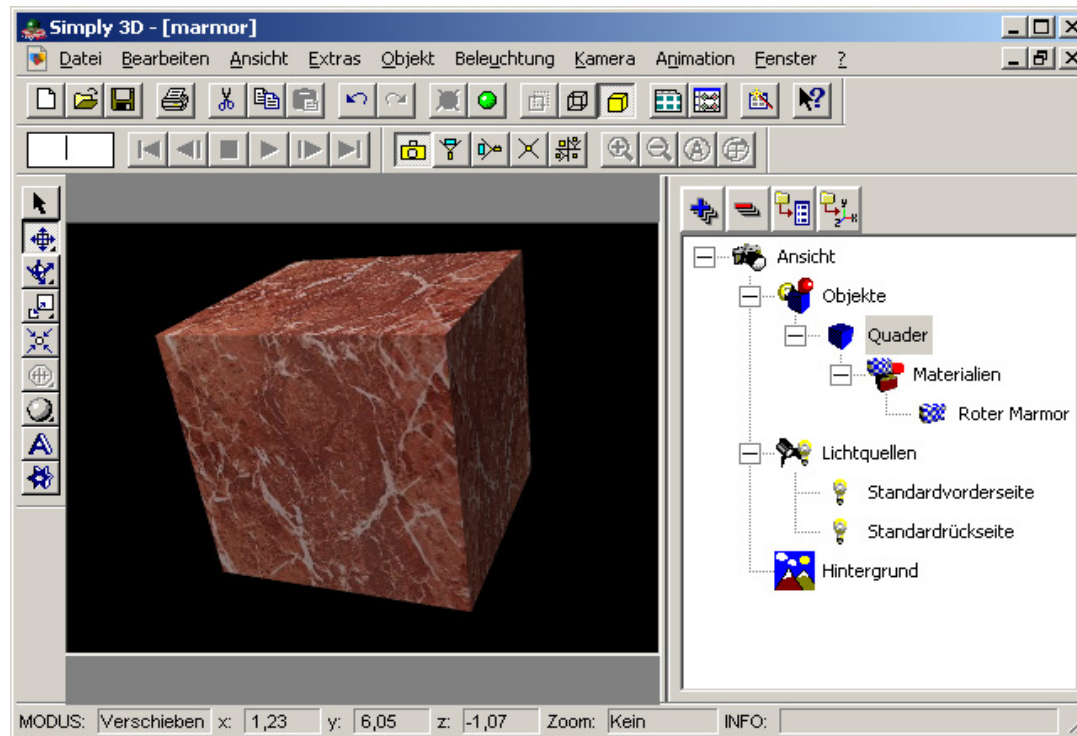 Simply 3D - [marmor]
Datei Bearbeiten Ansicht Extras Objekt Beleuchtung Kamera Animation Fenster ?
Ansicht
Objekte
Quader
Materialien
Roter Marmor
Lichtquellen
Standardvorderseite
Standardrückseite
Hintergrund
MODUS: Verschieben x: 1,23 y: 6,05 z: -1,07 Zoom: Kein INFO: